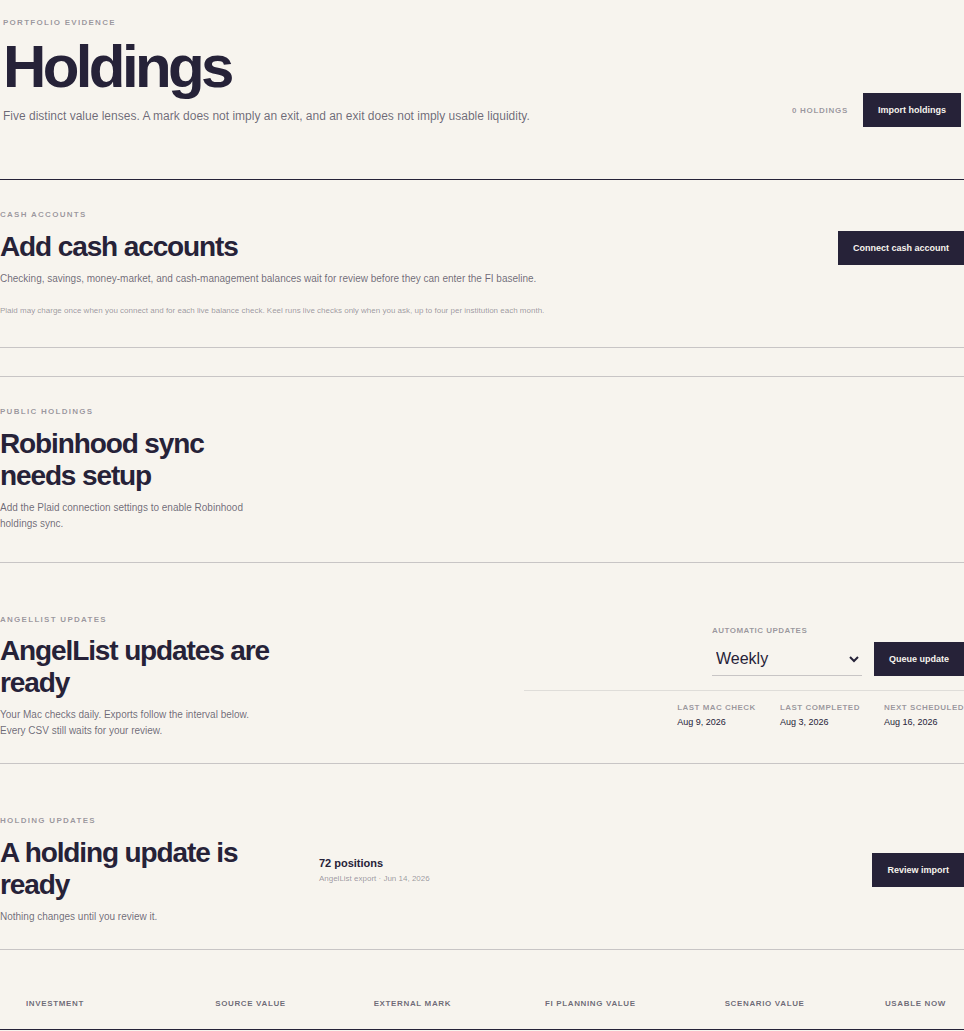 PORTFOLIO EVIDENCE
Holdings
Five distinct value lenses. A mark does not imply an exit, and an exit does not imply usable liquidity.
0 HOLDINGS
Import holdings
CASH ACCOUNTS
Add cash accounts
Connect cash account
Checking, savings, money-market, and cash-management balances wait for review before they can enter the FI baseline.
Plaid may charge once when you connect and for each live balance check. Keel runs live checks only when you ask, up to four per institution each month.
PUBLIC HOLDINGS
Robinhood sync
needs setup
Add the Plaid connection settings to enable Robinhood
holdings sync.
ANGELLIST UPDATES
AngelList updates are
ready
Your Mac checks daily. Exports follow the interval below.
Every CSV still waits for your review.
AUTOMATIC UPDATES
Weekly
Queue update
LAST MAC CHECK
Aug 9, 2026
LAST COMPLETED
Aug 3, 2026
NEXT SCHEDULED
Aug 16, 2026
HOLDING UPDATES
A holding update is
ready
Nothing changes until you review it.
72 positions
AngelList export · Jun 14, 2026
Review import
INVESTMENT
SOURCE VALUE
EXTERNAL MARK
FI PLANNING VALUE
SCENARIO VALUE
USABLE NOW